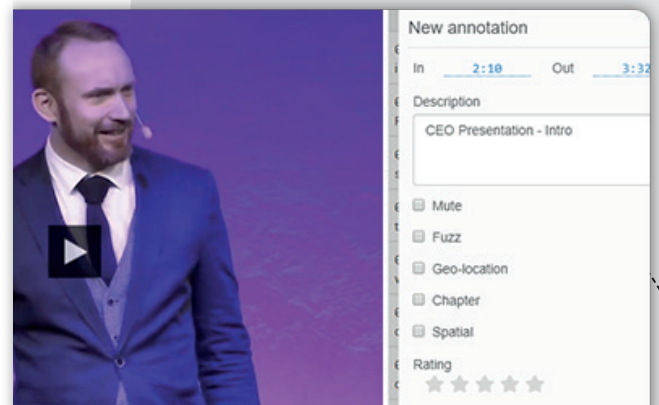 New annotation
In 2:10 Out 3:32
Description
CEO Presentation - Intro
Mute
Fuzz
Geo-location
Chapter
Spatial
Rating